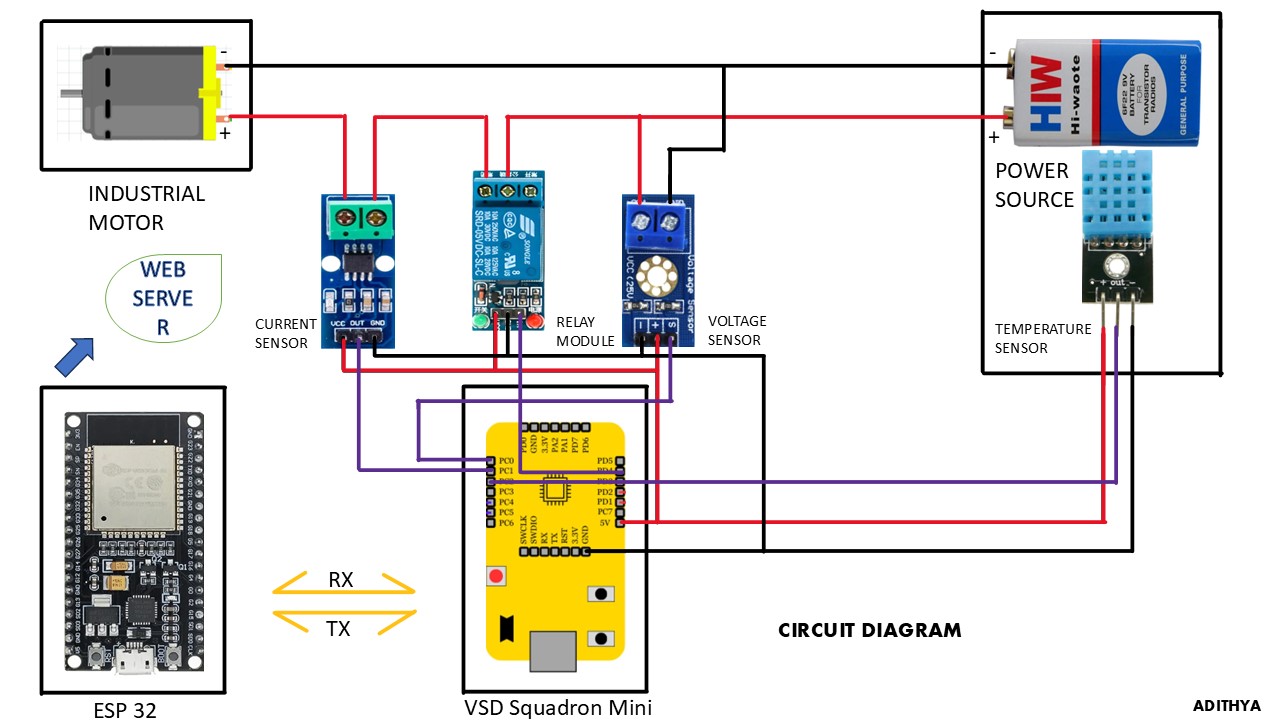 -
+
INDUSTRIAL
MOTOR
WEB
SERVE
R
-
+
HIW
Hi-waote
6F22 9V
BATTERY
FOR
TRANSISTOR
RADIOS
GENERAL PURPOSE
POWER
SOURCE
+ out -
TEMPERATURE
SENSOR
CURRENT
SENSOR
VCC OUT GND
SONGLE
SRD-05VDC-SL-C
RELAY
MODULE
VCC<25V
Voltage Sensor
- + S
VOLTAGE
SENSOR
PD0
GND
3.3V
PA2
PA1
PD7
PD6
PC0
PC1
PC3
PC4
PC5
PC6
PD5
PD4
PD2
PD1
PC7
5V
SWCLK
SWDIO
RX
TX
RST
3.3V
GND
RX
TX
CIRCUIT DIAGRAM
ESP 32
VSD Squadron Mini
ADITHYA